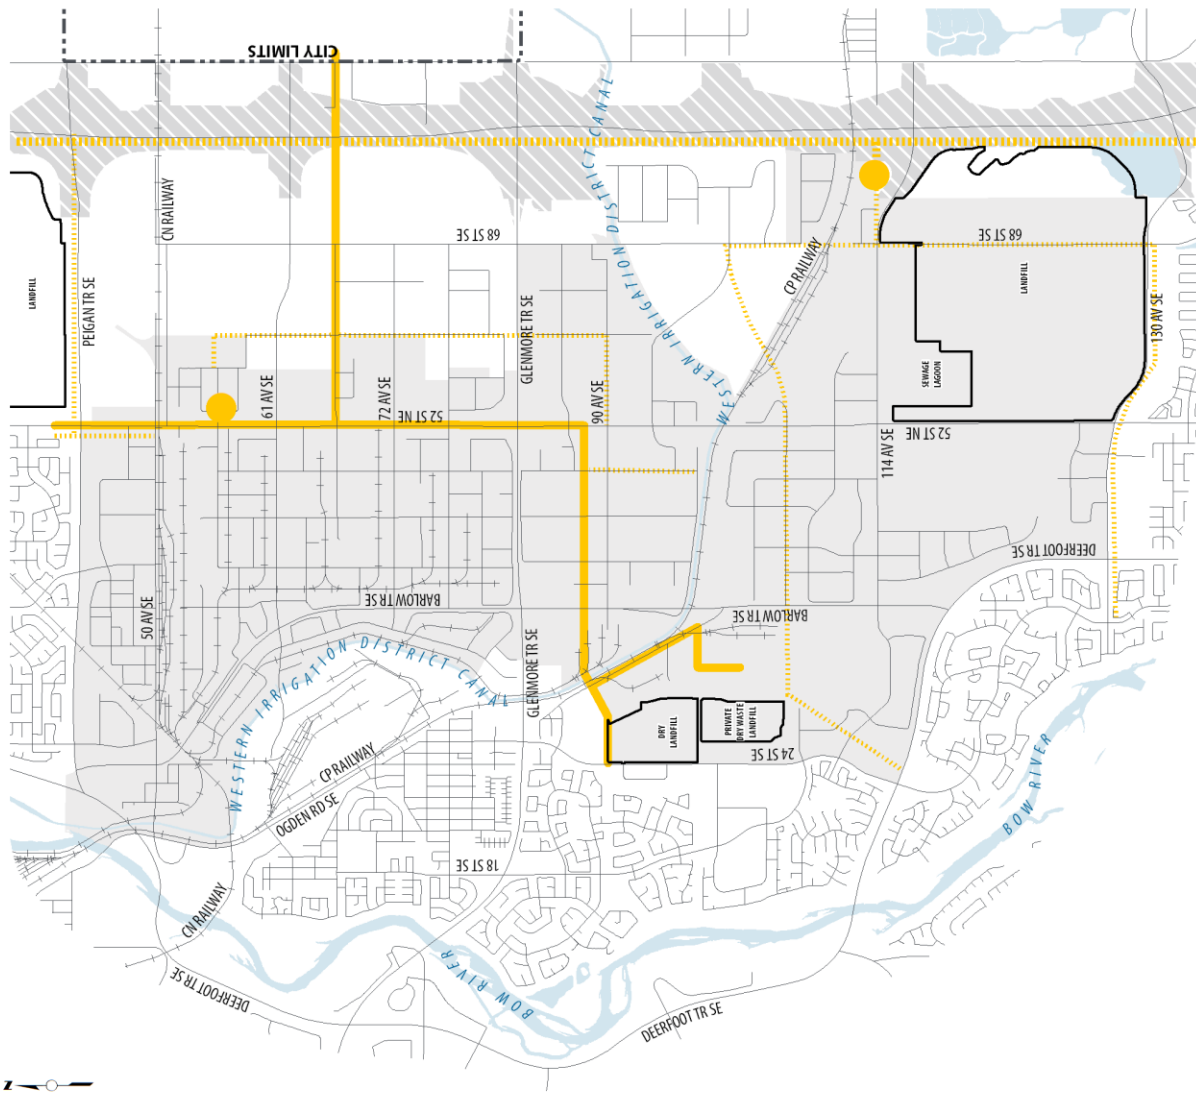 CITY LIMITS
WESTERN IRRIGATION DISTRICT CANAL
CN RAILWAY
68 ST SE
68 ST SE
LANDFILL
PEIGAN TR SE
CP RAILWAY
LANDFILL
GLENMORE TR SE
130 AV SE
61 AV SE
72 AV SE
90 AV SE
SEWAGE
LAGOON
52 ST NE
52 ST NE
114 AV SE
DEERFOOT TR SE
50 AV SE
BARLOW TR SE
BARLOW TR SE
WESTERN IRRIGATION DISTRICT CANAL
GLENMORE TR SE
DRY
LANDFILL
PRIVATE
DRY WASTE
LANDFILL
24 ST SE
CP RAILWAY
OGDEN RD SE
BOW RIVER
18 ST SE
CN RAILWAY
DEERFOOT TR SE
BOW RIVER
DEERFOOT TR SE
N